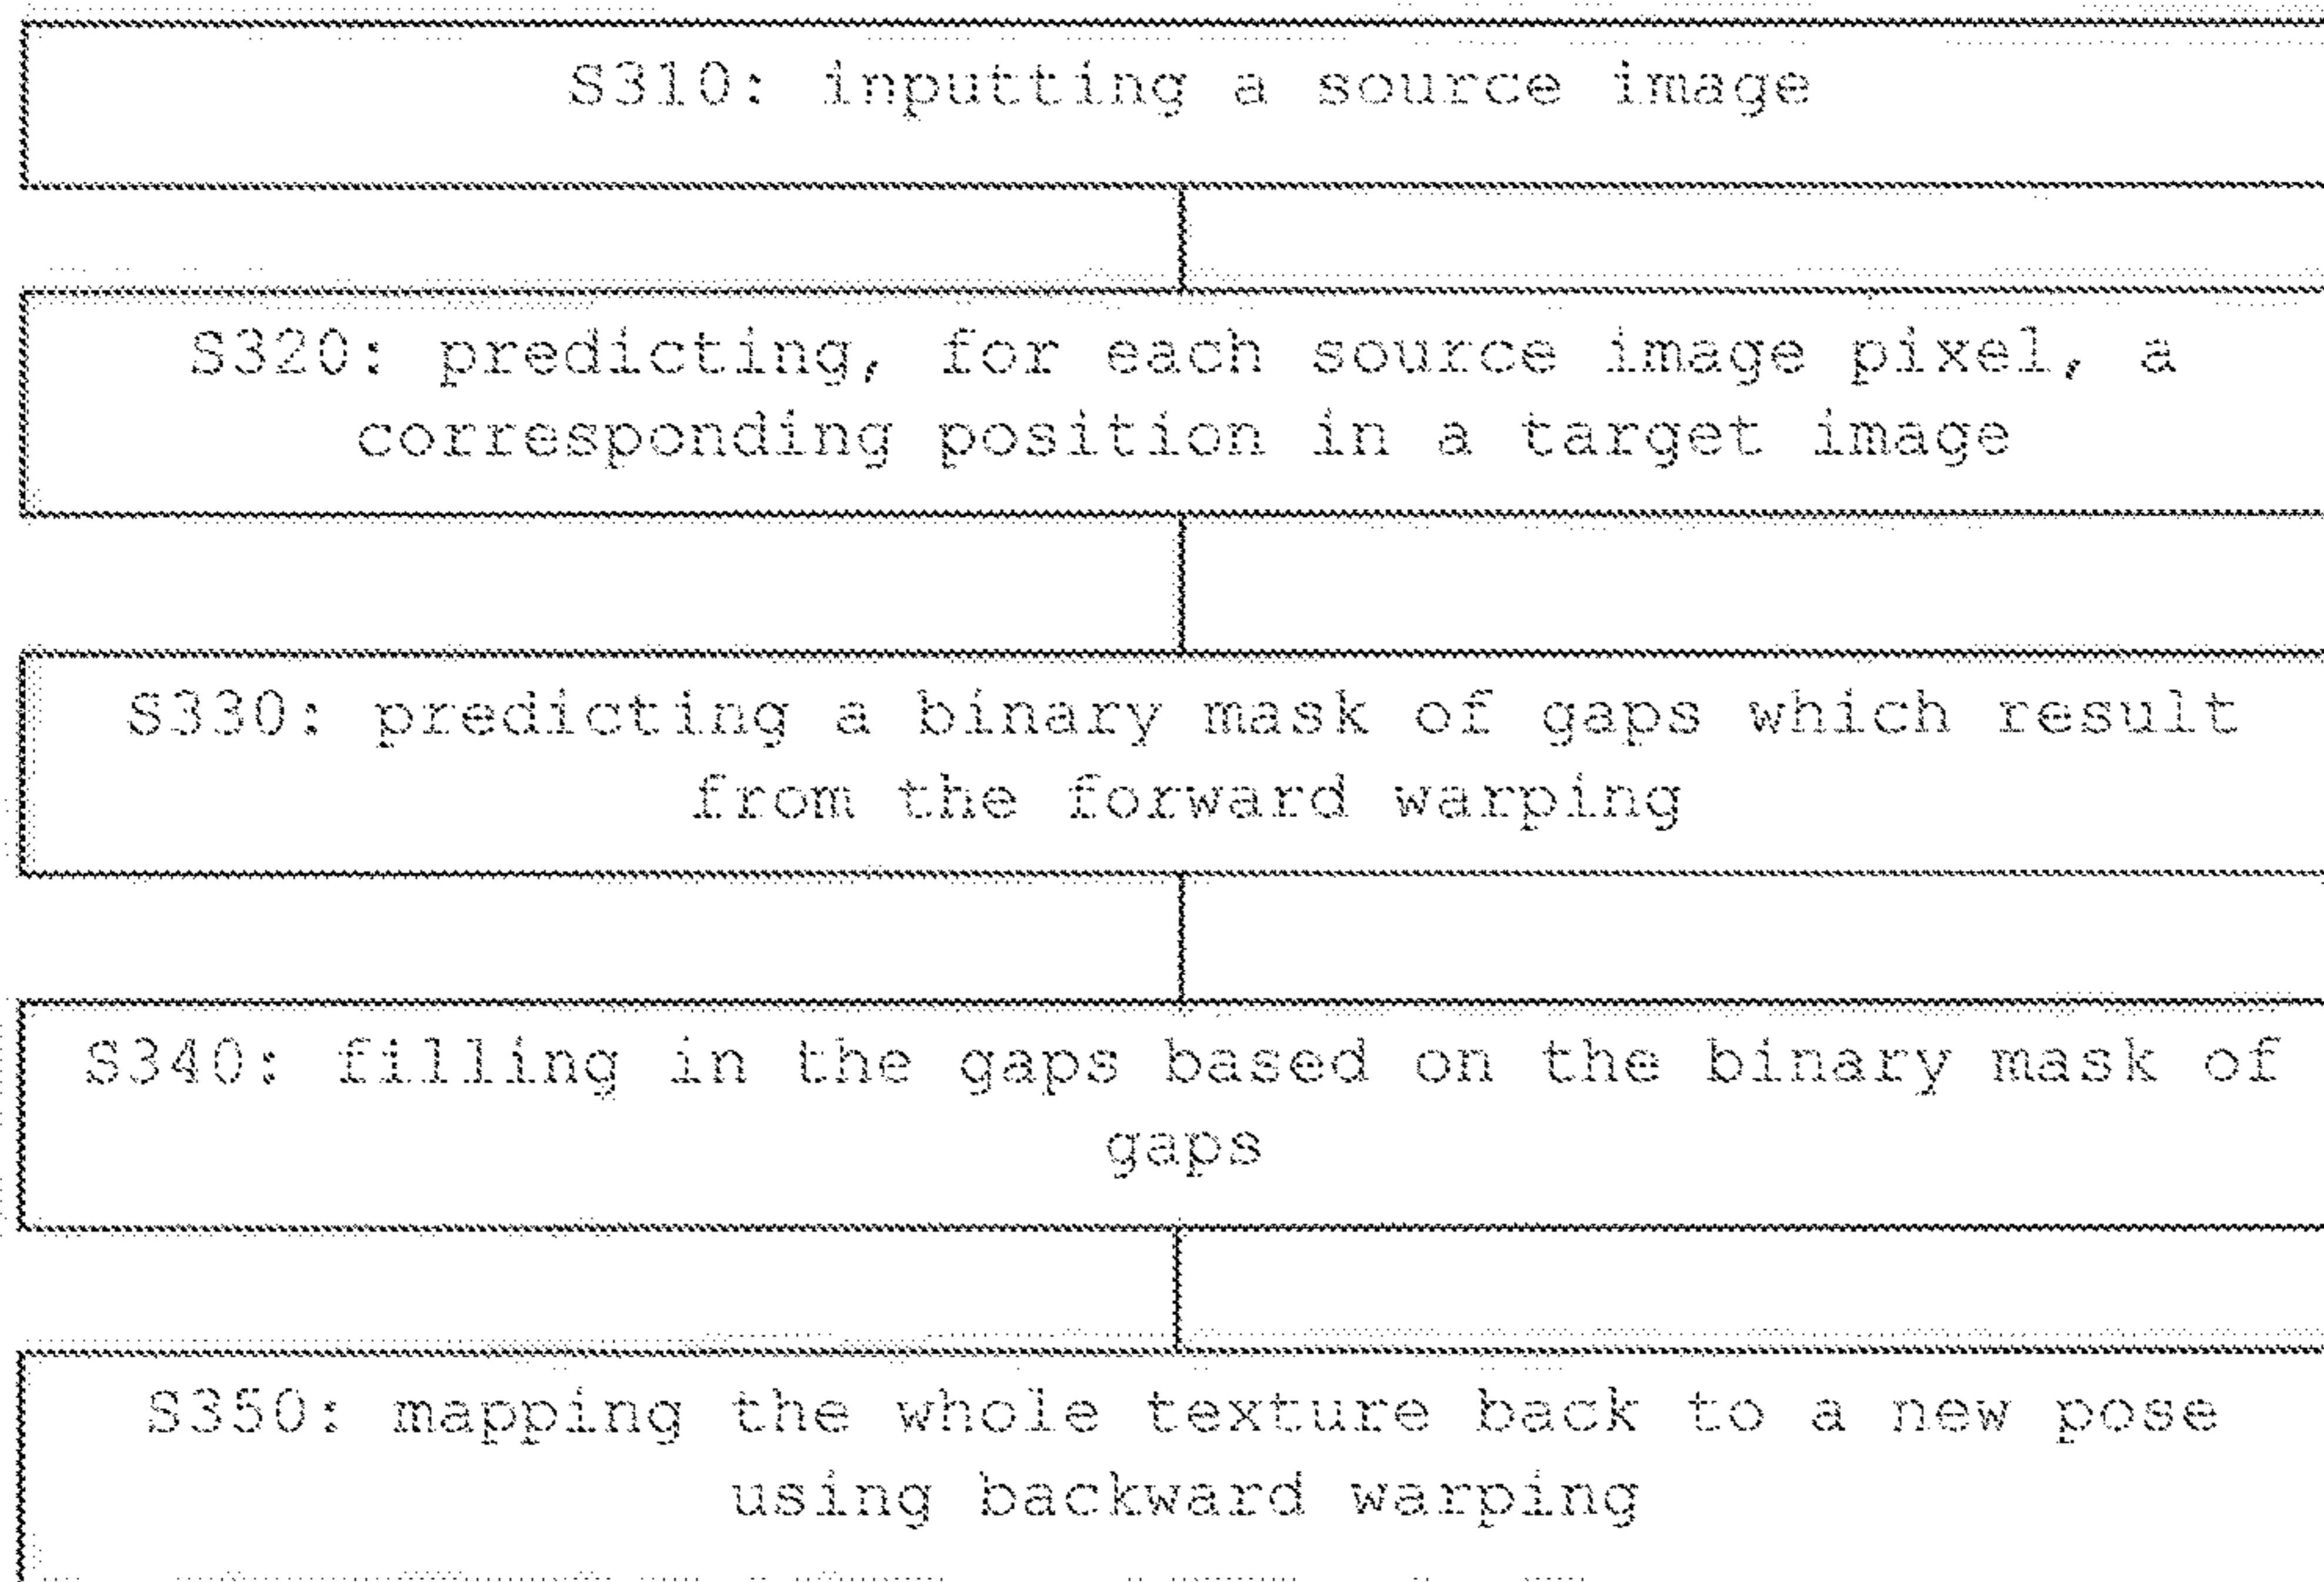 S310: inputting a source image
S320: predicting, for each source image pixel, a
corresponding position in a target image
S330: predicting a binary mask of gaps which result
from the forward warping
S340: filling in the gaps based on the binary mask of
gaps
S350: mapping the whole texture back to a new pose
using backward warping